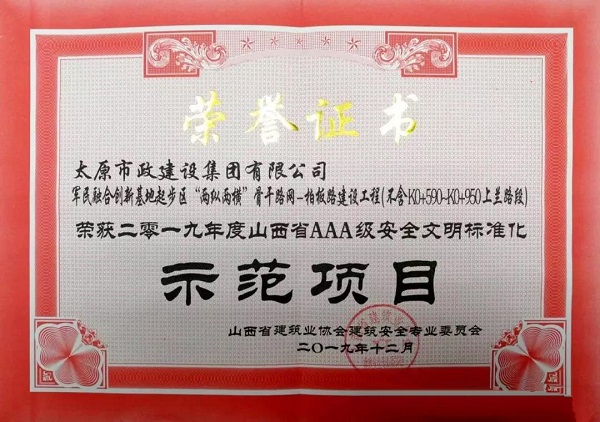 荣誉证书
太原市政建设集团有限公司
军民融合创新基地起步区“两纵两横”骨干路网-柏板路建设工程(不含K0+590~K0+950上兰路段)
荣获二零一九年度山西省AAA级安全文明标准化
示范项目
山西省建筑业协会建筑安全专业委员会
二〇一九年十二月